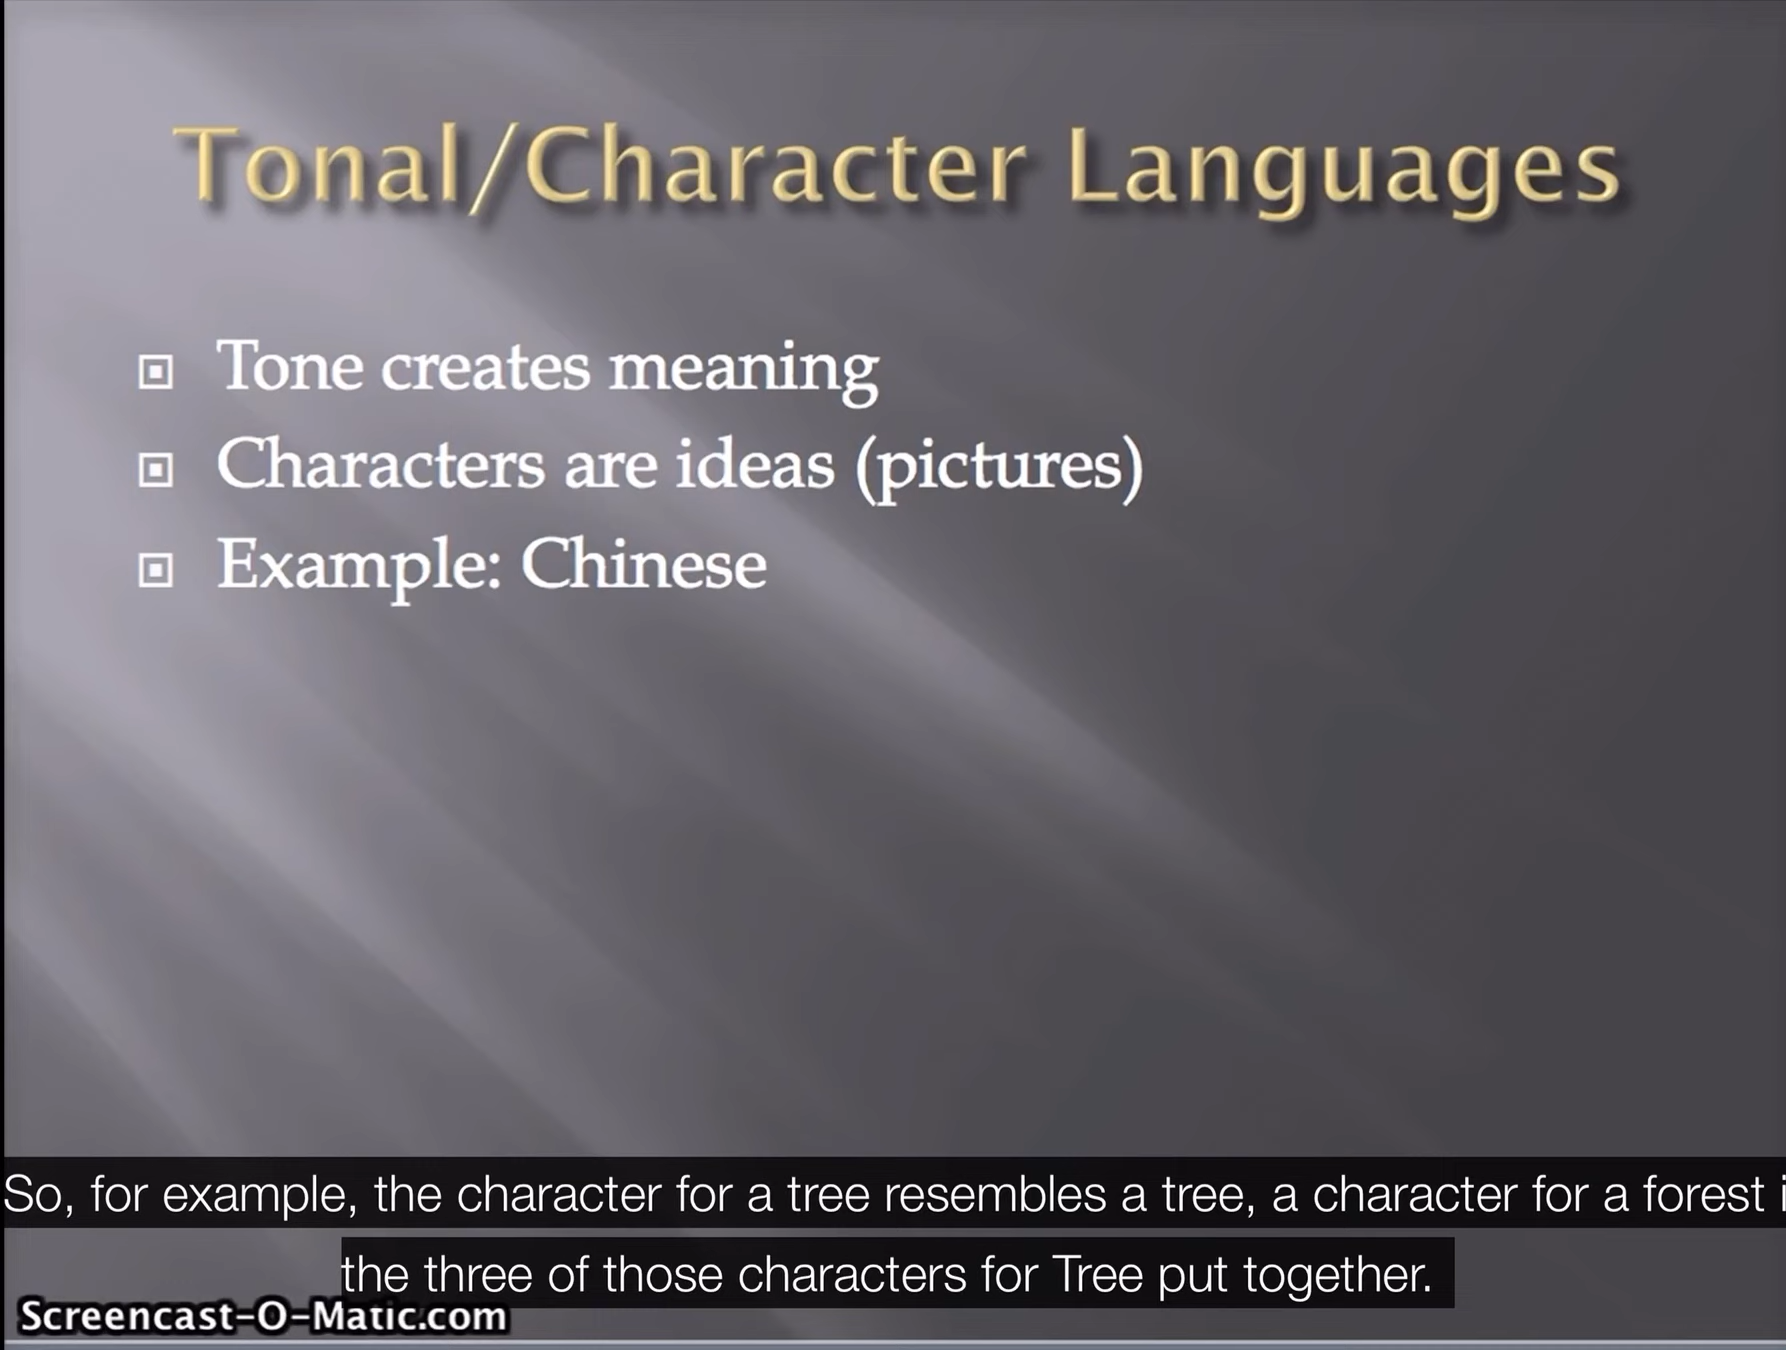 Tonal/Character Languages
Tone creates meaning
Characters are ideas (pictures)
Example: Chinese
So, for example, the character for a tree resembles a tree, a character for a forest
the three of those characters for Tree put together.
Screencast-O-Matic.com